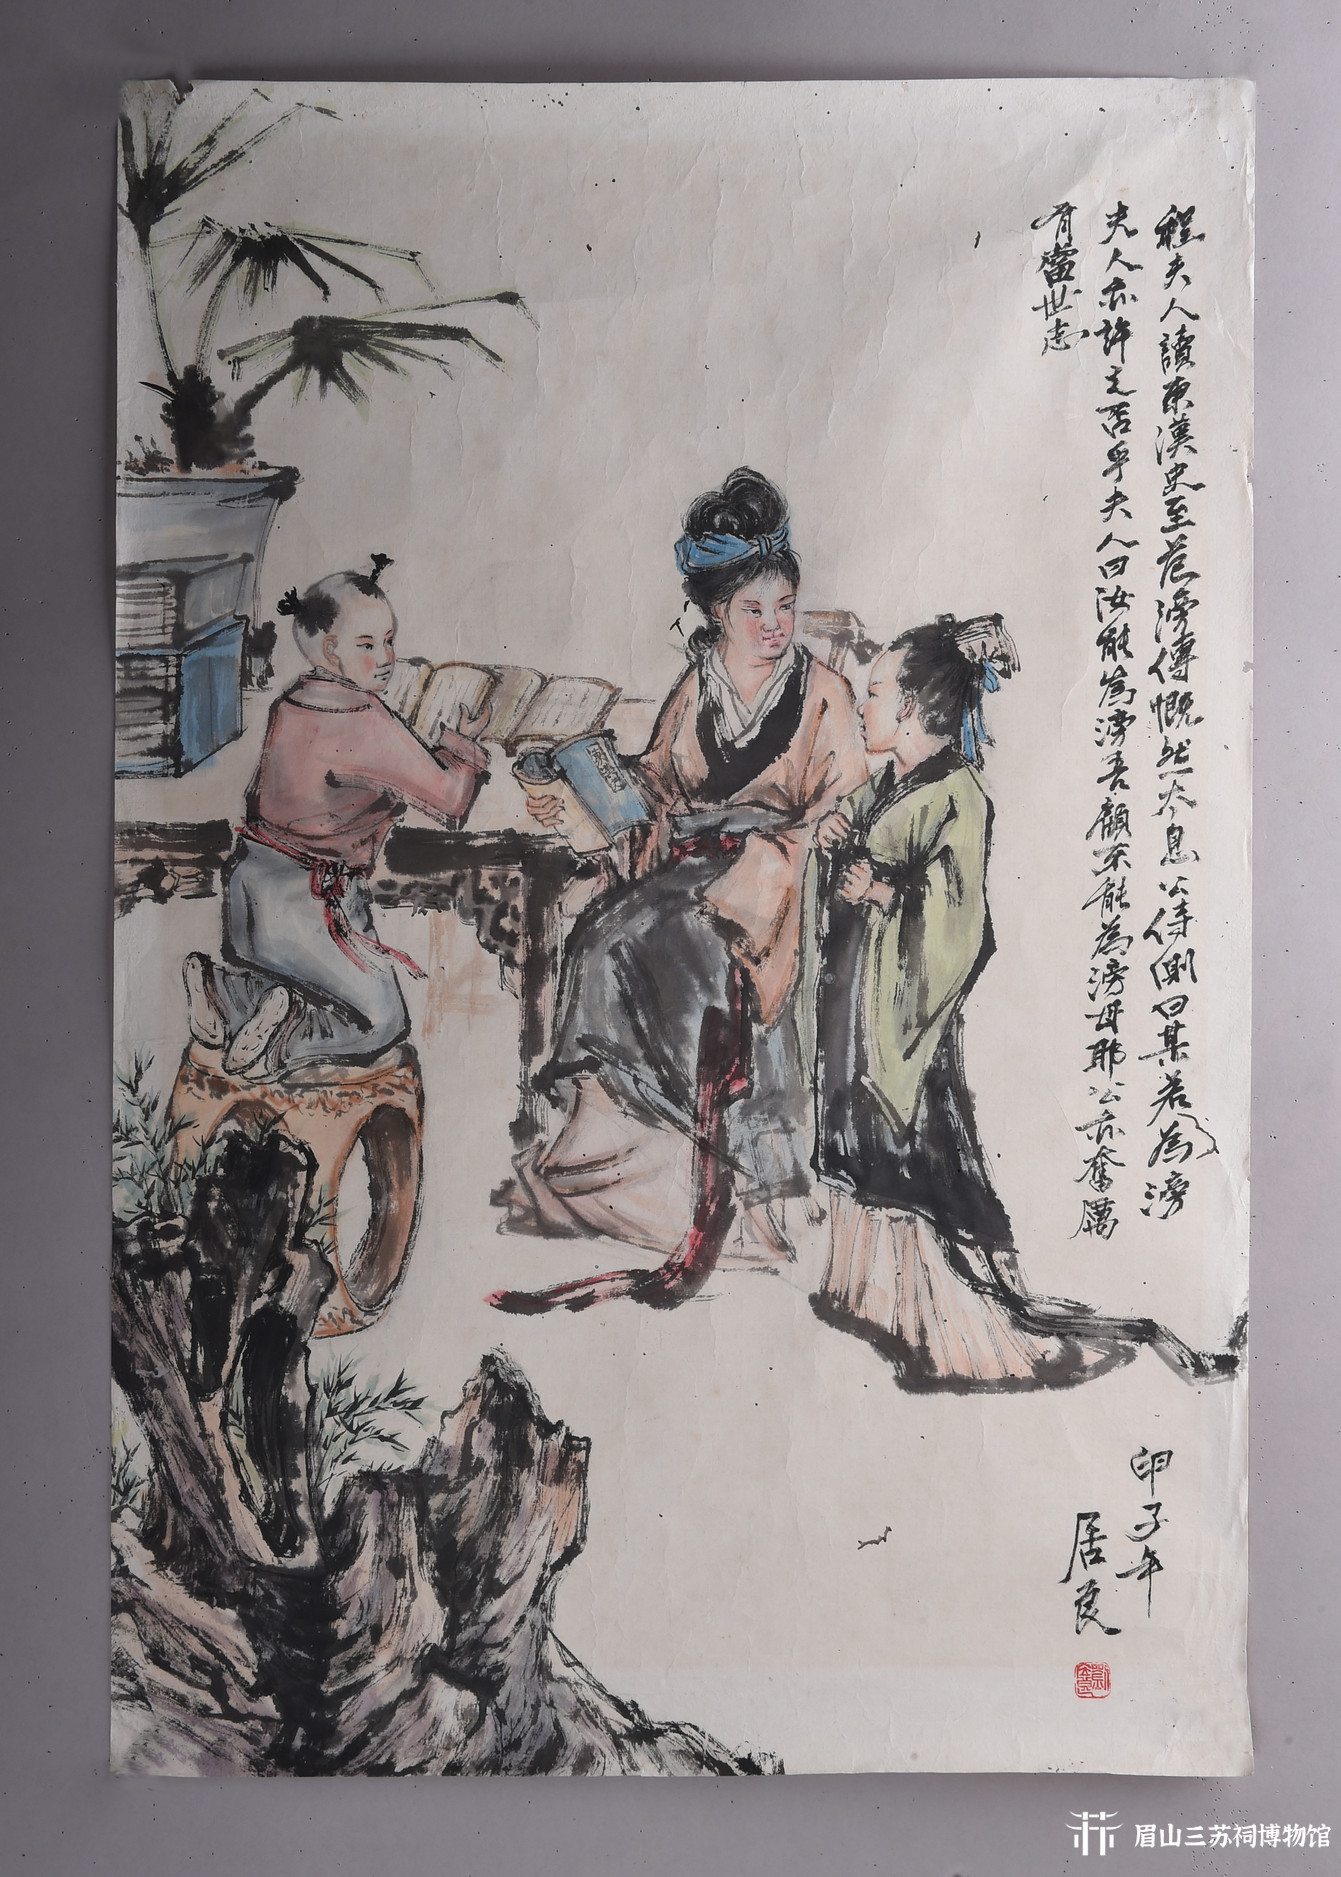 程夫人讀東漢史至范滂傳慨然太息公侍側曰某若為滂
夫人亦許之否乎夫人曰汝能為滂吾顧不能為滂母耶公亦奮厲
有當世志
甲子年
居良
眉山三苏祠博物馆